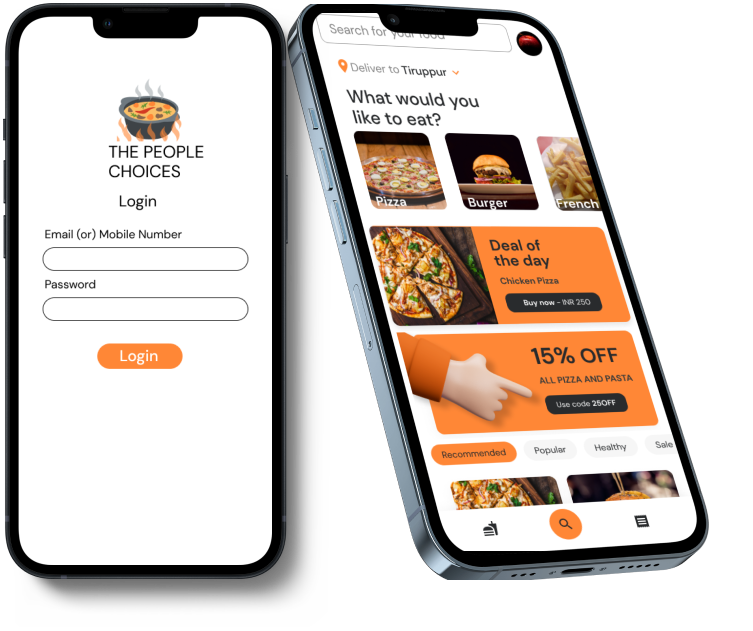 THE PEOPLE
CHOICES
Login
Email (or) Mobile Number
Password
Login
Search for your food
Deliver to Tiruppur
What would you
like to eat?
Pizza
Burger
French
Deal of
the day
Chicken Pizza
Buy now - INR 250
15% OFF
ALL PIZZA AND PASTA
Use code 25OFF
Recommended
Popular
Healthy
Sale